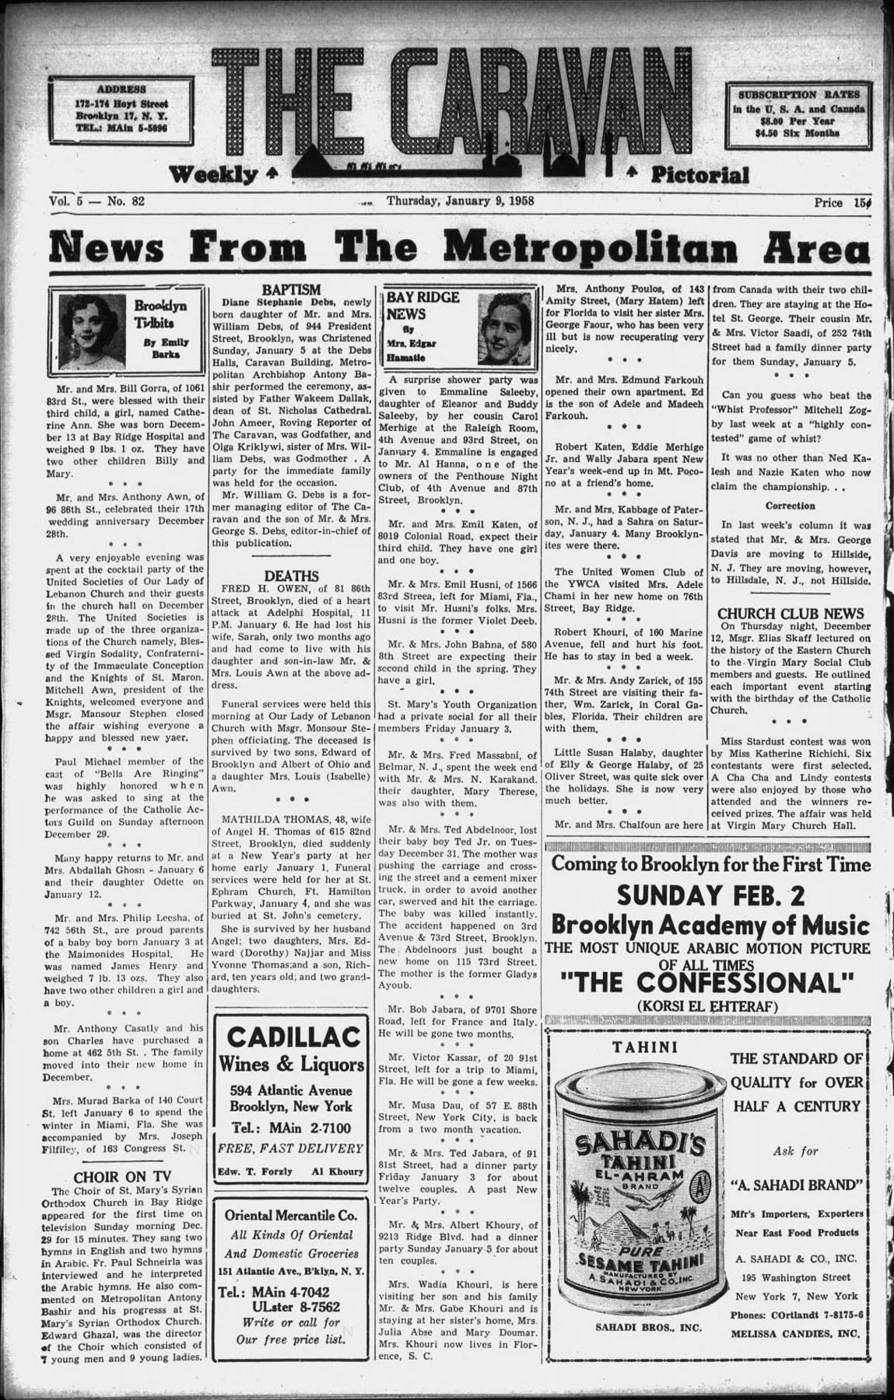 ADDRESS
172-174 Hoyt Street
Brooklyn 17, N. Y.
TEL.: MAin 5-5096
THE CARAVAN
Weekly
Pictorial
SUBSCRIPTION RATES
in the U. S. A. and Canada
$8.00 Per Year
$4.50 Six Months
Vol. 5 — No. 82
Thursday, January 9, 1958
Price 15¢
News From The Metropolitan Area
Brooklyn
Tidbits
By Emily
Barka
Mr. and Mrs. Bill Gorra, of 1061
83rd St., were blessed with their
third child, a girl, named Cathe-
rine Ann. She was born Decem-
ber 13 at Bay Ridge Hospital and
weighed 9 lbs. 1 oz. They have
two other children Billy and
Mary.
* * *
Mr. and Mrs. Anthony Awn, of
96 86th St., celebrated their 17th
wedding anniversary December
28th.
* * *
A very enjoyable evening was
spent at the cocktail party of the
United Societies of Our Lady of
Lebanon Church and their guests
in the church hall on December
28th. The United Societies is
made up of the three organiza-
tions of the Church namely, Bles-
sed Virgin Sodality, Confraterni-
ty of the Immaculate Conception
and the Knights of St. Maron.
Mitchell Awn, president of the
Knights, welcomed everyone and
Msgr. Mansour Stephen closed
the affair wishing everyone a
happy and blessed new yaer.
* * *
Paul Michael member of the
cast of "Bells Are Ringing"
was highly honored when
he was asked to sing at the
performance of the Catholic Ac-
tors Guild on Sunday afternoon
December 29.
* * *
Many happy returns to Mr. and
Mrs. Abdallah Ghosn - January 6
and their daughter Odette on
January 12.
* * *
Mr. and Mrs. Philip Leesha, of
742 56th St., are proud parents
of a baby boy born January 3 at
the Maimonides Hospital. He
was named James Henry and
weighed 7 lb. 13 ozs. They also
have two other children a girl and
a boy.
* * *
Mr. Anthony Casatly and his
son Charles have purchased a
home at 462 5th St. . The family
moved into their new home in
December.
* * *
Mrs. Murad Barka of 140 Court
St. left January 6 to spend the
winter in Miami, Fla. She was
accompanied by Mrs. Joseph
Filfiley, of 163 Congress St.
CHOIR ON TV
The Choir of St. Mary's Syrian
Orthodox Church in Bay Ridge
appeared for the first time on
television Sunday morning Dec.
29 for 15 minutes. They sang two
hymns in English and two hymns
in Arabic. Fr. Paul Schneirla was
interviewed and he interpreted
the Arabic hymns. He also com-
mented on Metropolitan Antony
Bashir and his progresss at St.
Mary's Syrian Orthodox Church.
Edward Ghazal, was the director
of the Choir which consisted of
7 young men and 9 young ladies.
BAPTISM
Diane Stephanie Debs, newly
born daughter of Mr. and Mrs.
William Debs, of 944 President
Street, Brooklyn, was Christened
Sunday, January 5 at the Debs
Halls, Caravan Building. Metro-
politan Archbishop Antony Ba-
shir performed the ceremony, as-
sisted by Father Wakeem Dallak,
dean of St. Nicholas Cathedral.
John Ameer, Roving Reporter of
The Caravan, was Godfather, and
Olga Kriklywi, sister of Mrs. Wil-
liam Debs, was Godmother . A
party for the immediate family
was held for the occasion.
Mr. William G. Debs is a for-
mer managing editor of The Ca-
ravan and the son of Mr. & Mrs.
George S. Debs, editor-in-chief of
this publication.
DEATHS
FRED H. OWEN, of 81 86th
Street, Brooklyn, died of a heart
attack at Adelphi Hospital, 11
P.M. January 6. He had lost his
wife, Sarah, only two months ago
and had come to live with his
daughter and son-in-law Mr. &
Mrs. Louis Awn at the above ad-
dress.
Funeral services were held this
morning at Our Lady of Lebanon
Church with Msgr. Monsour Ste-
phen officiating. The deceased is
survived by two sons, Edward of
Brooklyn and Albert of Ohio and
a daughter Mrs. Louis (Isabelle)
Awn.
* * *
MATHILDA THOMAS, 48, wife
of Angel H. Thomas of 615 82nd
Street, Brooklyn, died suddenly
at a New Year's party at her
home early January 1. Funeral
services were held for her at St.
Ephram Church, Ft. Hamilton
Parkway, January 4, and she was
buried at St. John's cemetery.
She is survived by her husband
Angel; two daughters, Mrs. Ed-
ward (Dorothy) Najjar and Miss
Yvonne Thomas;and a son, Rich-
ard, ten years old; and two grand-
daughters.
CADILLAC
Wines & Liquors
594 Atlantic Avenue
Brooklyn, New York
Tel.: MAin 2-7100
FREE, FAST DELIVERY
Edw. T. Forzly Al Khoury
Oriental Mercantile Co.
All Kinds Of Oriental
And Domestic Groceries
151 Atlantic Ave., B'klyn, N. Y.
Tel.: MAin 4-7042
ULster 8-7562
Write or call for
Our free price list.
BAY RIDGE
NEWS
By
Mrs. Edgar
Hamatie
A surprise shower party was
given to Emmaline Saleeby,
daughter of Eleanor and Buddy
Saleeby, by her cousin Carol
Merhige at the Raleigh Room,
4th Avenue and 93rd Street, on
January 4. Emmaline is engaged
to Mr. Al Hanna, one of the
owners of the Penthouse Night
Club, of 4th Avenue and 87th
Street, Brooklyn.
* * *
Mr. and Mrs. Emil Katen, of
8019 Colonial Road, expect their
third child. They have one girl
and one boy.
* * *
Mr. & Mrs. Emil Husni, of 1566
83rd Streea, left for Miami, Fla.,
to visit Mr. Husni's folks. Mrs.
Husni is the former Violet Deeb.
* * *
Mr. & Mrs. John Bahna, of 580
8th Street are expecting their
second child in the spring. They
have a girl.
* * *
St. Mary's Youth Organization
had a private social for all their
members Friday January 3.
* * *
Mr. & Mrs. Fred Massabni, of
Belmar, N. J., spent the week end
with Mr. & Mrs. N. Karakand.
their daughter, Mary Therese,
was also with them.
* * *
Mr. & Mrs. Ted Abdelnoor, lost
their baby boy Ted Jr. on Tues-
day December 31. The mother was
pushing the carriage and cross-
ing the street and a cement mixer
truck, in order to avoid another
car, swerved and hit the carriage.
The baby was killed instantly.
The accident happened on 3rd
Avenue & 73rd Street, Brooklyn.
The Abdelnoors just bought a
new home on 115 73rd Street.
The mother is the former Gladys
Ayoub.
* * *
Mr. Bob Jabara, of 9701 Shore
Road, left for France and Italy.
He will be gone two months.
* * *
Mr. Victor Kassar, of 20 91st
Street, left for a trip to Miami,
Fla. He will be gone a few weeks.
* * *
Mr. Musa Dau, of 57 E. 88th
Street, New York City, is back
from a two month vacation.
* * *
Mr. & Mrs. Ted Jabara, of 91
81st Street, had a dinner party
Friday January 3 for about
twelve couples. A past New
Year's Party.
* * *
Mr. & Mrs. Albert Khoury, of
9213 Ridge Blvd. had a dinner
party Sunday January 5 for about
ten couples.
* * *
Mrs. Wadia Khouri, is here
visiting her son and his family
Mr. & Mrs. Gabe Khouri and is
staying at her sister's home, Mrs.
Julia Abse and Mary Doumar.
Mrs. Khouri now lives in Flor-
ence, S. C.
Mrs. Anthony Poulos, of 143
Amity Street, (Mary Hatem) left
for Florida to visit her sister Mrs.
George Faour, who has been very
ill but is now recuperating very
nicely.
* * *
Mr. and Mrs. Edmund Farkouh
opened their own apartment. Ed
is the son of Adele and Madeeh
Farkouh.
* * *
Robert Katen, Eddie Merhige
Jr. and Wally Jabara spent New
Year's week-end up in Mt. Poco-
no at a friend's home.
* * *
Mr. and Mrs. Kabbage of Pater-
son, N. J., had a Sahra on Satur-
day, January 4. Many Brooklyn-
ites were there.
* * *
The United Women Club of
the YWCA visited Mrs. Adele
Chami in her new home on 76th
Street, Bay Ridge.
* * *
Robert Khouri, of 100 Marine
Avenue, fell and hurt his foot.
He has to stay in bed a week.
* * *
Mr. & Mrs. Andy Zarick, of 155
74th Street are visiting their fa-
ther, Wm. Zarick, in Coral Ga-
bles, Florida. Their children are
with them.
* * *
Little Susan Halaby, daughter
of Elly & George Halaby, of 25
Oliver Street, was quite sick over
the holidays. She is now very
much better.
* * *
Mr. and Mrs. Chalfoun are here
from Canada with their two chil-
dren. They are staying at the Ho-
tel St. George. Their cousin Mr.
& Mrs. Victor Saadi, of 252 74th
Street had a family dinner party
for them Sunday, January 5.
* * *
Can you guess who beat the
"Whist Professor" Mitchell Zog-
by last week at a "highly con-
tested" game of whist?
It was no other than Ned Ka-
lesh and Nazie Katen who now
claim the championship. . .
Correction
In last week's column it was
stated that Mr. & Mrs. George
Davis are moving to Hillside,
N. J. They are moving, however,
to Hillsdale, N. J., not Hillside.
CHURCH CLUB NEWS
On Thursday night, December
12, Msgr. Elias Skaff lectured on
the history of the Eastern Church
to the Virgin Mary Social Club
members and guests. He outlined
each important event starting
with the birthday of the Catholic
Church.
* * *
Miss Stardust contest was won
by Miss Katherine Richichi. Six
contestants were first selected.
A Cha Cha and Lindy contests
were also enjoyed by those who
attended and the winners re-
ceived prizes. The affair was held
at Virgin Mary Church Hall.
Coming to Brooklyn for the First Time
SUNDAY FEB. 2
Brooklyn Academy of Music
THE MOST UNIQUE ARABIC MOTION PICTURE
OF ALL TIMES
"THE CONFESSIONAL"
(KORSI EL EHTERAF)
TAHINI
SAHADI'S
TAHINI
EL-AHRAM
BRAND
PURE
SESAME TAHINI
MANUFACTURED BY
A. SAHADI & CO., INC.
NEW YORK
SAHADI BROS., INC.
THE STANDARD OF
QUALITY for OVER
HALF A CENTURY
Ask for
"A. SAHADI BRAND"
Mfr's Importers, Exporters
Near East Food Products
A. SAHADI & CO., INC.
195 Washington Street
New York 7, New York
Phones: COrtlandt 7-8175-6
MELISSA CANDIES, INC.